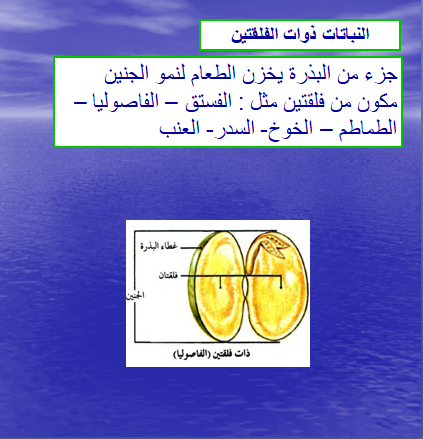 النباتات ذوات الفلقتين
جزء من البذرة يخزن الطعام لنمو الجنين
مكون من فلقتين مثل : الفستق – الفاصوليا –
الطماطم – الخوخ- السدر- العنب
غطاء البذرة
فلقتان
الجنين
ذات فلقتين (الفاصوليا)